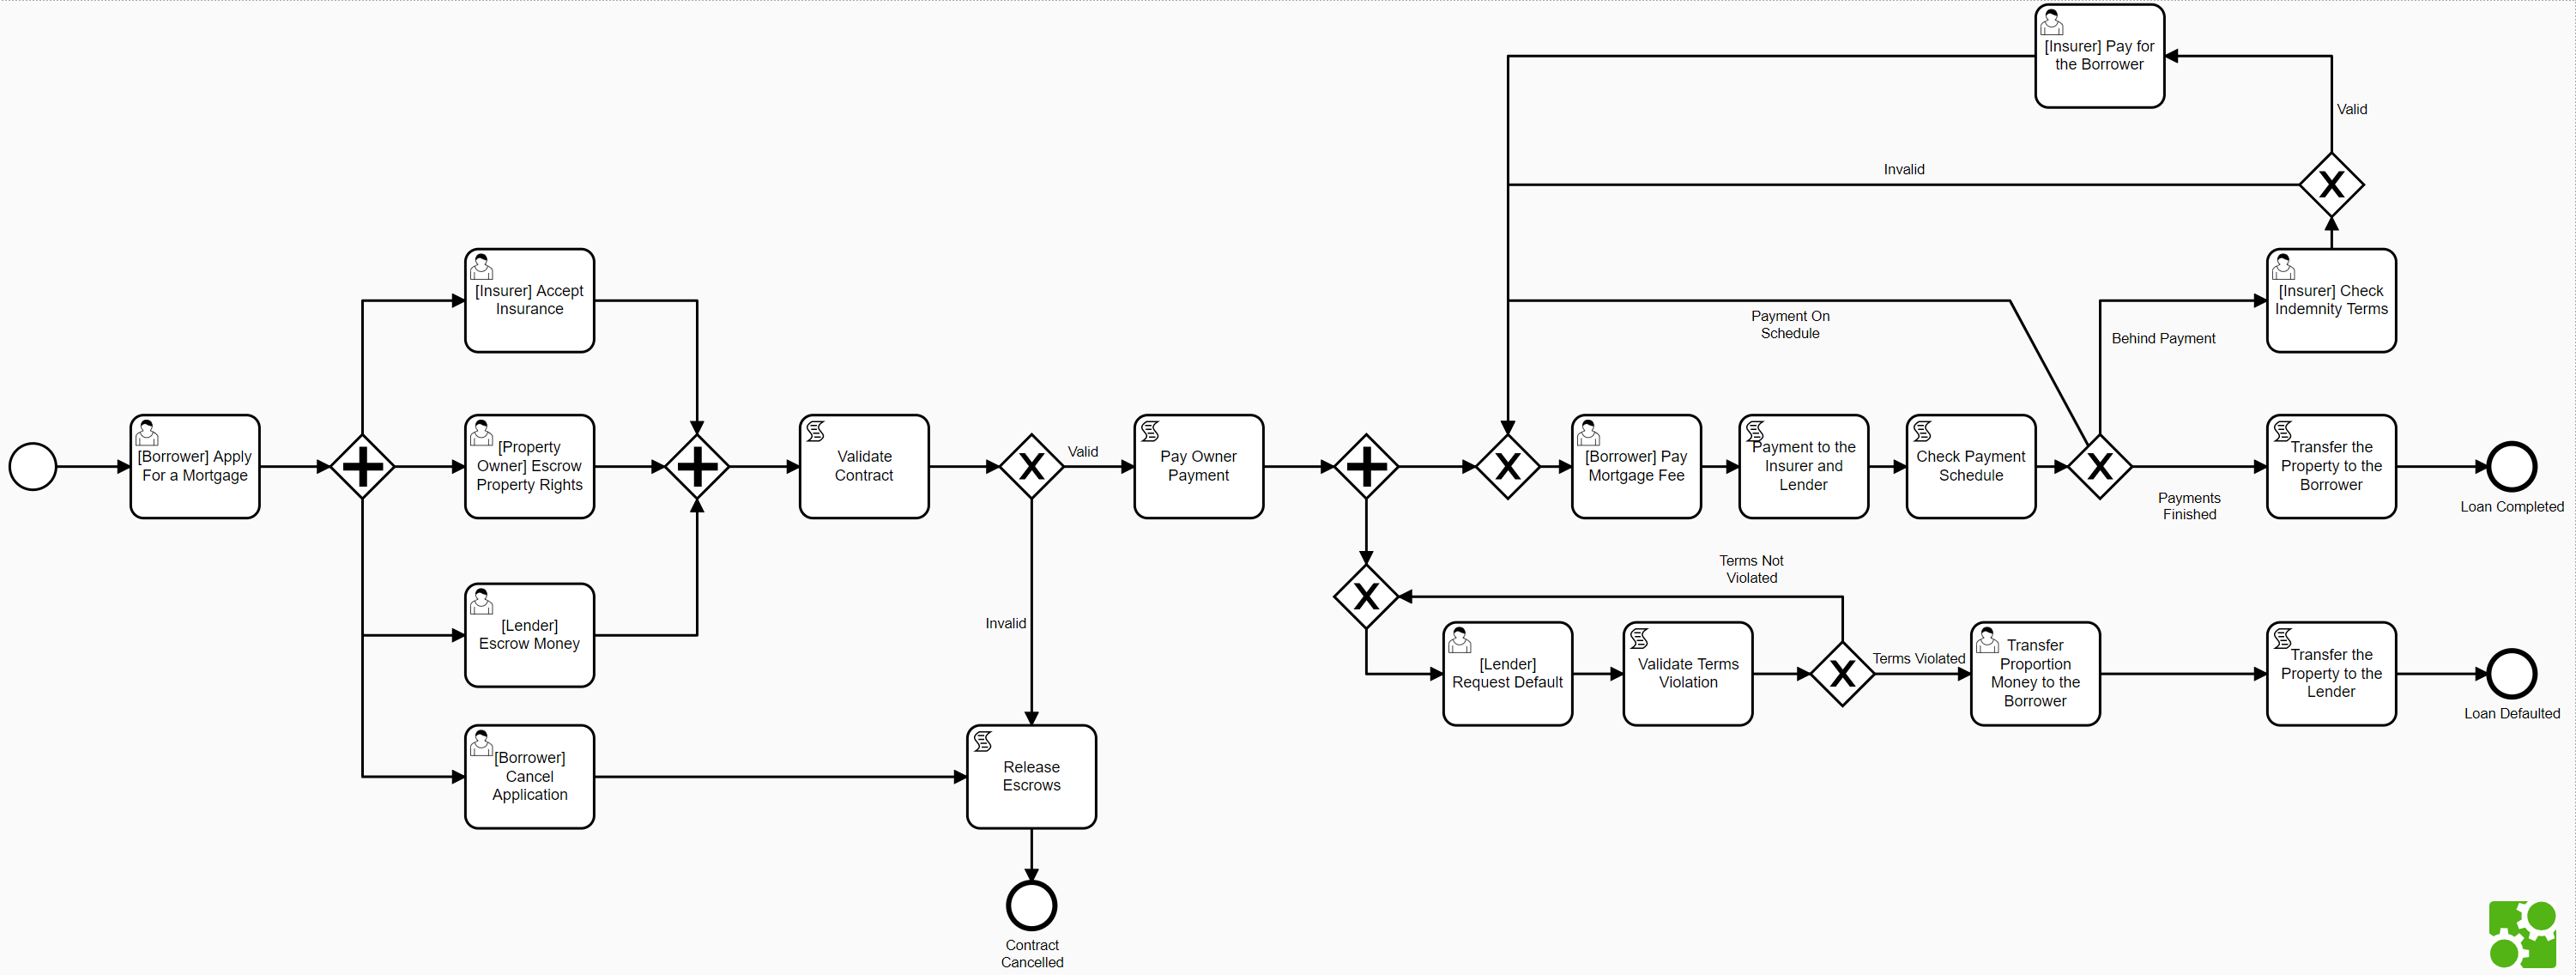 [Insurer] Pay for
the Borrower
Valid
Invalid
[Insurer] Accept
Insurance
[Insurer] Check
Indemnity Terms
Payment On
Schedule
Behind Payment
[Borrower] Apply
For a Mortgage
[Property
Owner] Escrow
Property Rights
Validate
Contract
Valid
Pay Owner
Payment
[Borrower] Pay
Mortgage Fee
Payment to the
Insurer and
Lender
Check Payment
Schedule
Payments
Finished
Transfer the
Property to the
Borrower
Loan Completed
Terms Not
Violated
[Lender]
Escrow Money
Invalid
[Lender]
Request Default
Validate Terms
Violation
Terms Violated
Transfer
Proportion
Money to the
Borrower
Transfer the
Property to the
Lender
Loan Defaulted
[Borrower]
Cancel
Application
Release
Escrows
Contract
Cancelled